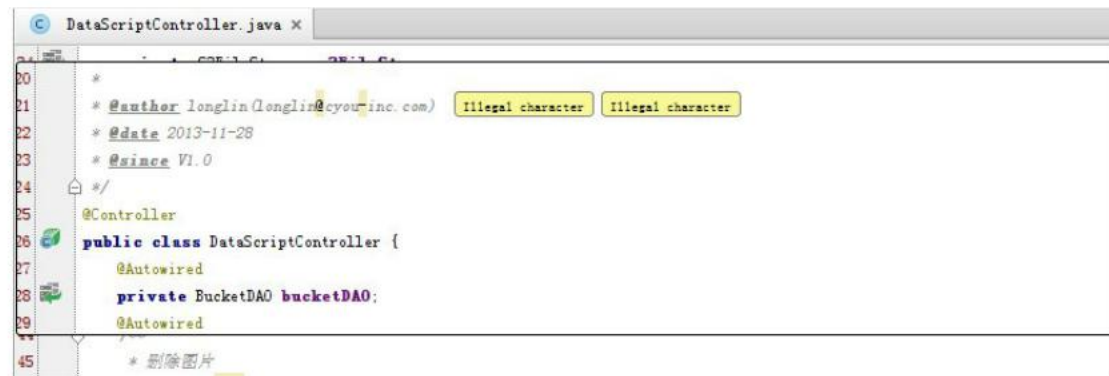 DataScriptController.java ×
20 *
21 * @author longlin(longlin@cyou-inc.com) Illegal character Illegal character
22 * @date 2013-11-28
23 * @since V1.0
24 */
25 @Controller
26 public class DataScriptController {
27 @Autowired
28 private BucketDAO bucketDAO;
29 @Autowired
45 * 删除图片